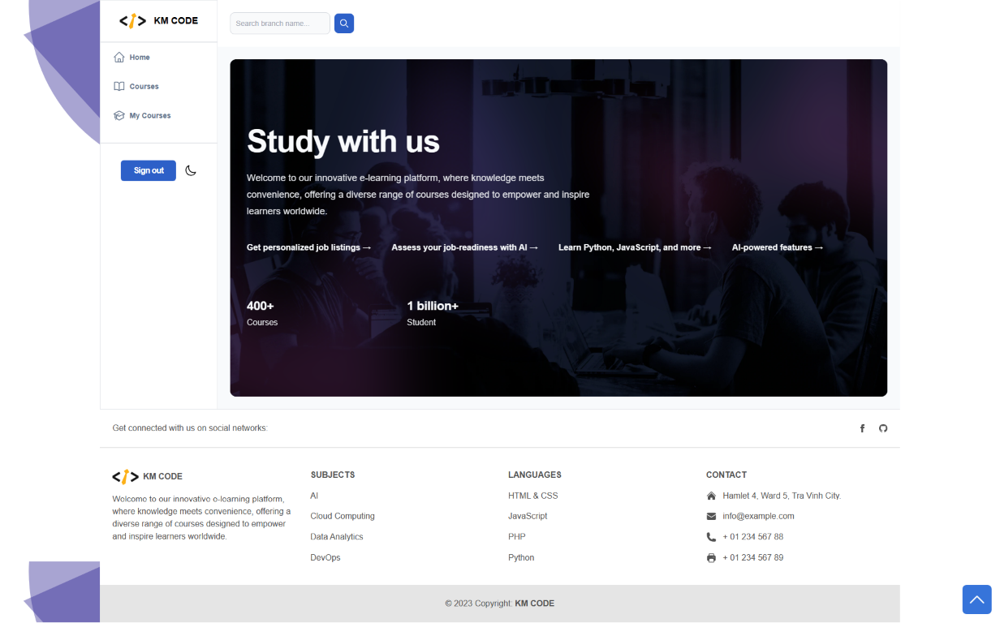 KM CODE
Search branch name...
Home
Courses
My Courses
Sign out
Study with us
Welcome to our innovative e-learning platform, where knowledge meets
convenience, offering a diverse range of courses designed to empower and inspire
learners worldwide.
Get personalized job listings → Assess your job-readiness with AI → Learn Python, JavaScript, and more → AI-powered features →
400+ 1 billion+
Courses Student
Get connected with us on social networks:
KM CODE
Welcome to our innovative e-learning platform,
where knowledge meets convenience, offering a
diverse range of courses designed to empower
and inspire learners worldwide.
SUBJECTS
AI
Cloud Computing
Data Analytics
DevOps
LANGUAGES
HTML & CSS
JavaScript
PHP
Python
CONTACT
Hamlet 4, Ward 5, Tra Vinh City.
info@example.com
+ 01 234 567 88
+ 01 234 567 89
© 2023 Copyright: KM CODE